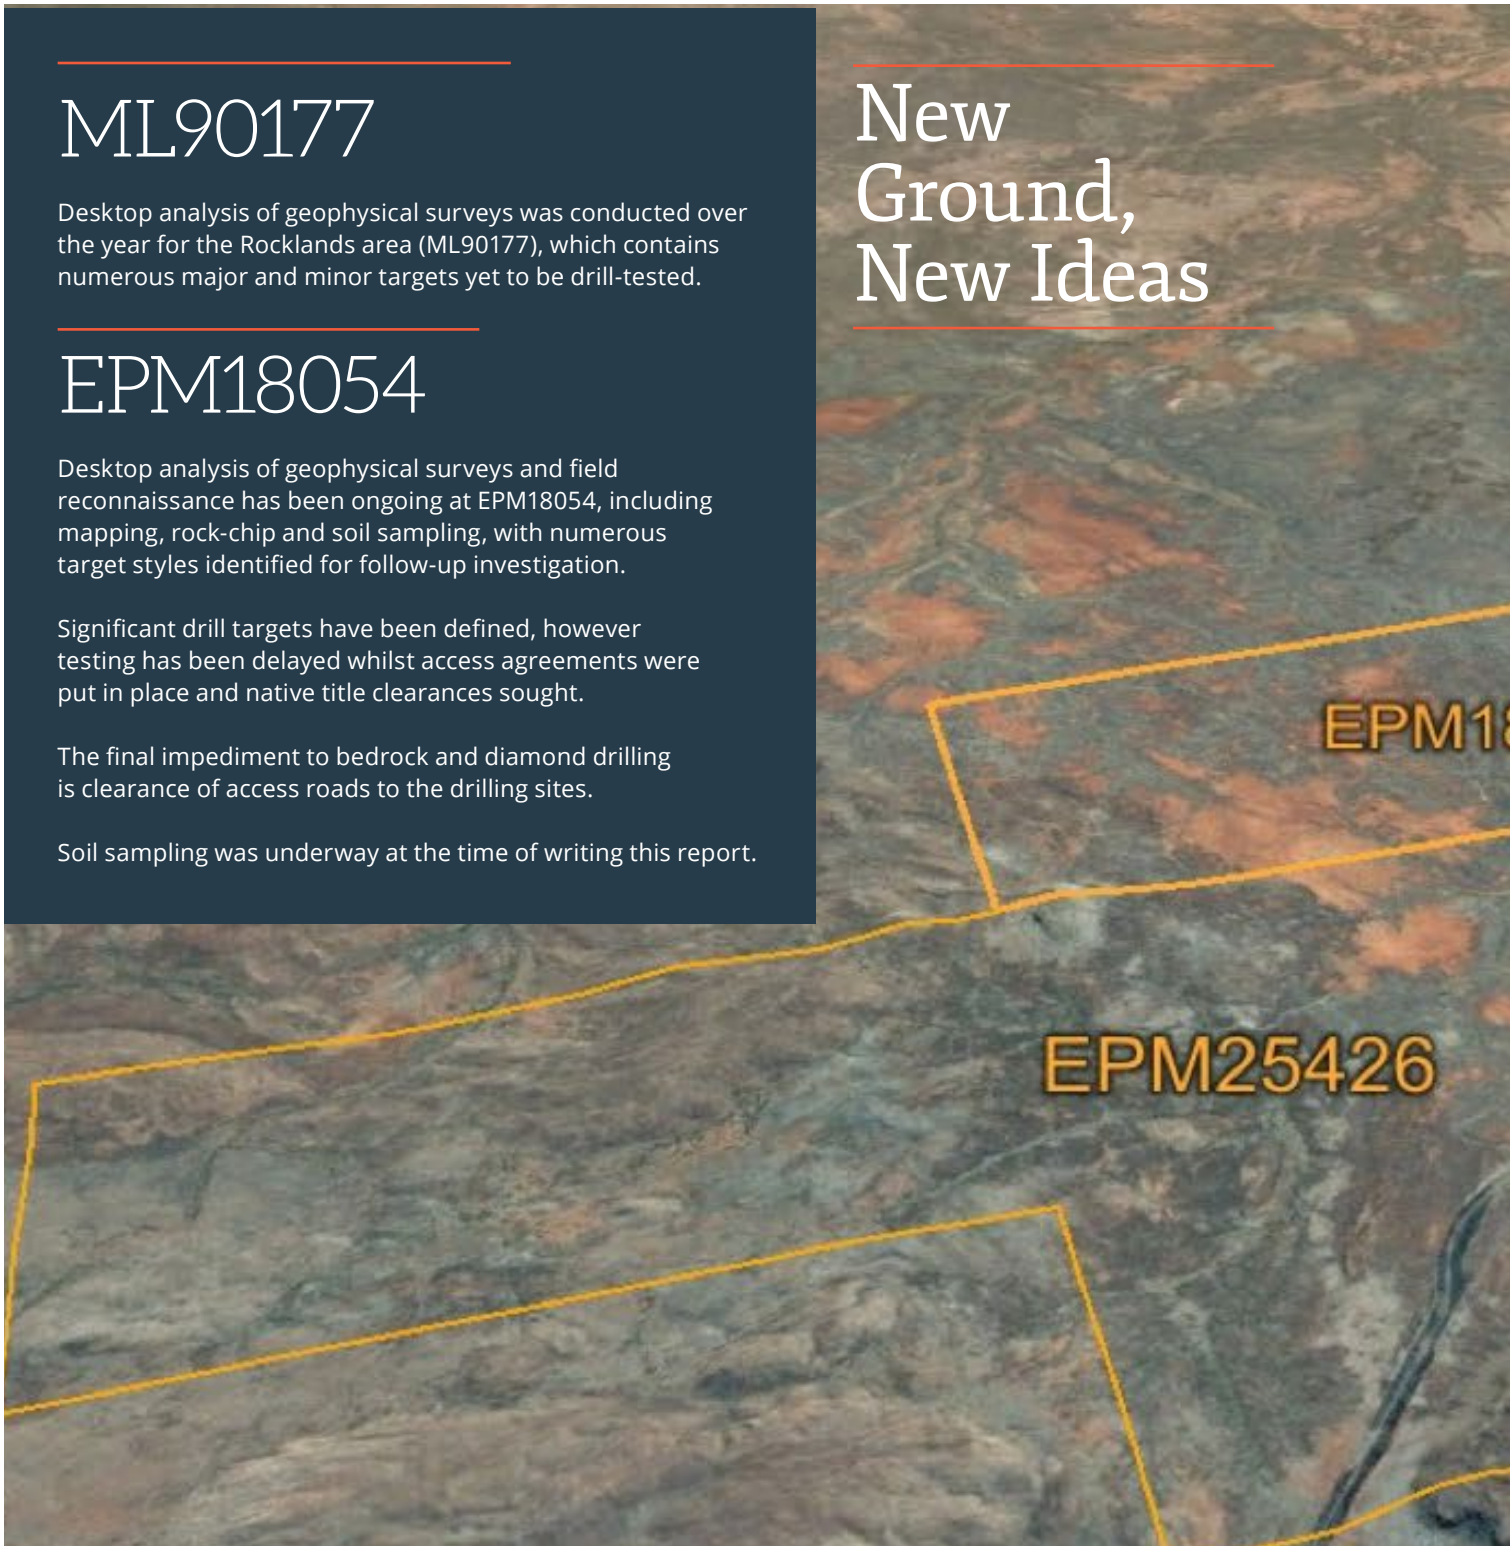 ML90177
Desktop analysis of geophysical surveys was conducted over
the year for the Rocklands area (ML90177), which contains
numerous major and minor targets yet to be drill-tested.
EPM18054
Desktop analysis of geophysical surveys and field
reconnaissance has been ongoing at EPM18054, including
mapping, rock-chip and soil sampling, with numerous
target styles identified for follow-up investigation.
Significant drill targets have been defined, however
testing has been delayed whilst access agreements were
put in place and native title clearances sought.
The final impediment to bedrock and diamond drilling
is clearance of access roads to the drilling sites.
Soil sampling was underway at the time of writing this report.
New
Ground,
New Ideas
EPM18
EPM25426